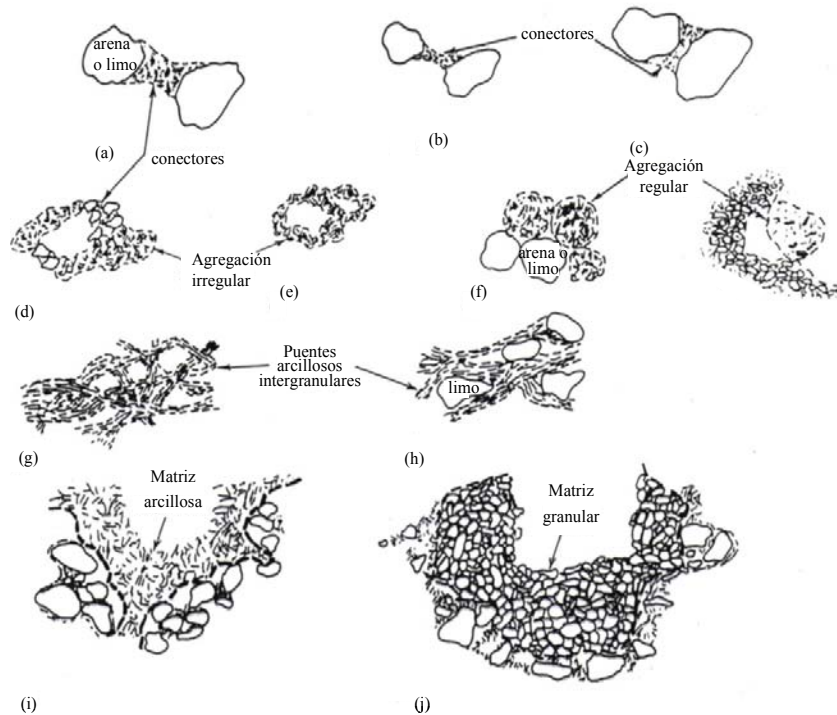 arena
o limo
conectores
(a)
(b)
(c)
conectores
Agregación
regular
Agregación
irregular
arena o
limo
(d)
(e)
(f)
Puentes
arcillosos
intergranulares
limo
(g)
(h)
Matriz
arcillosa
Matriz
granular
(i)
(j)